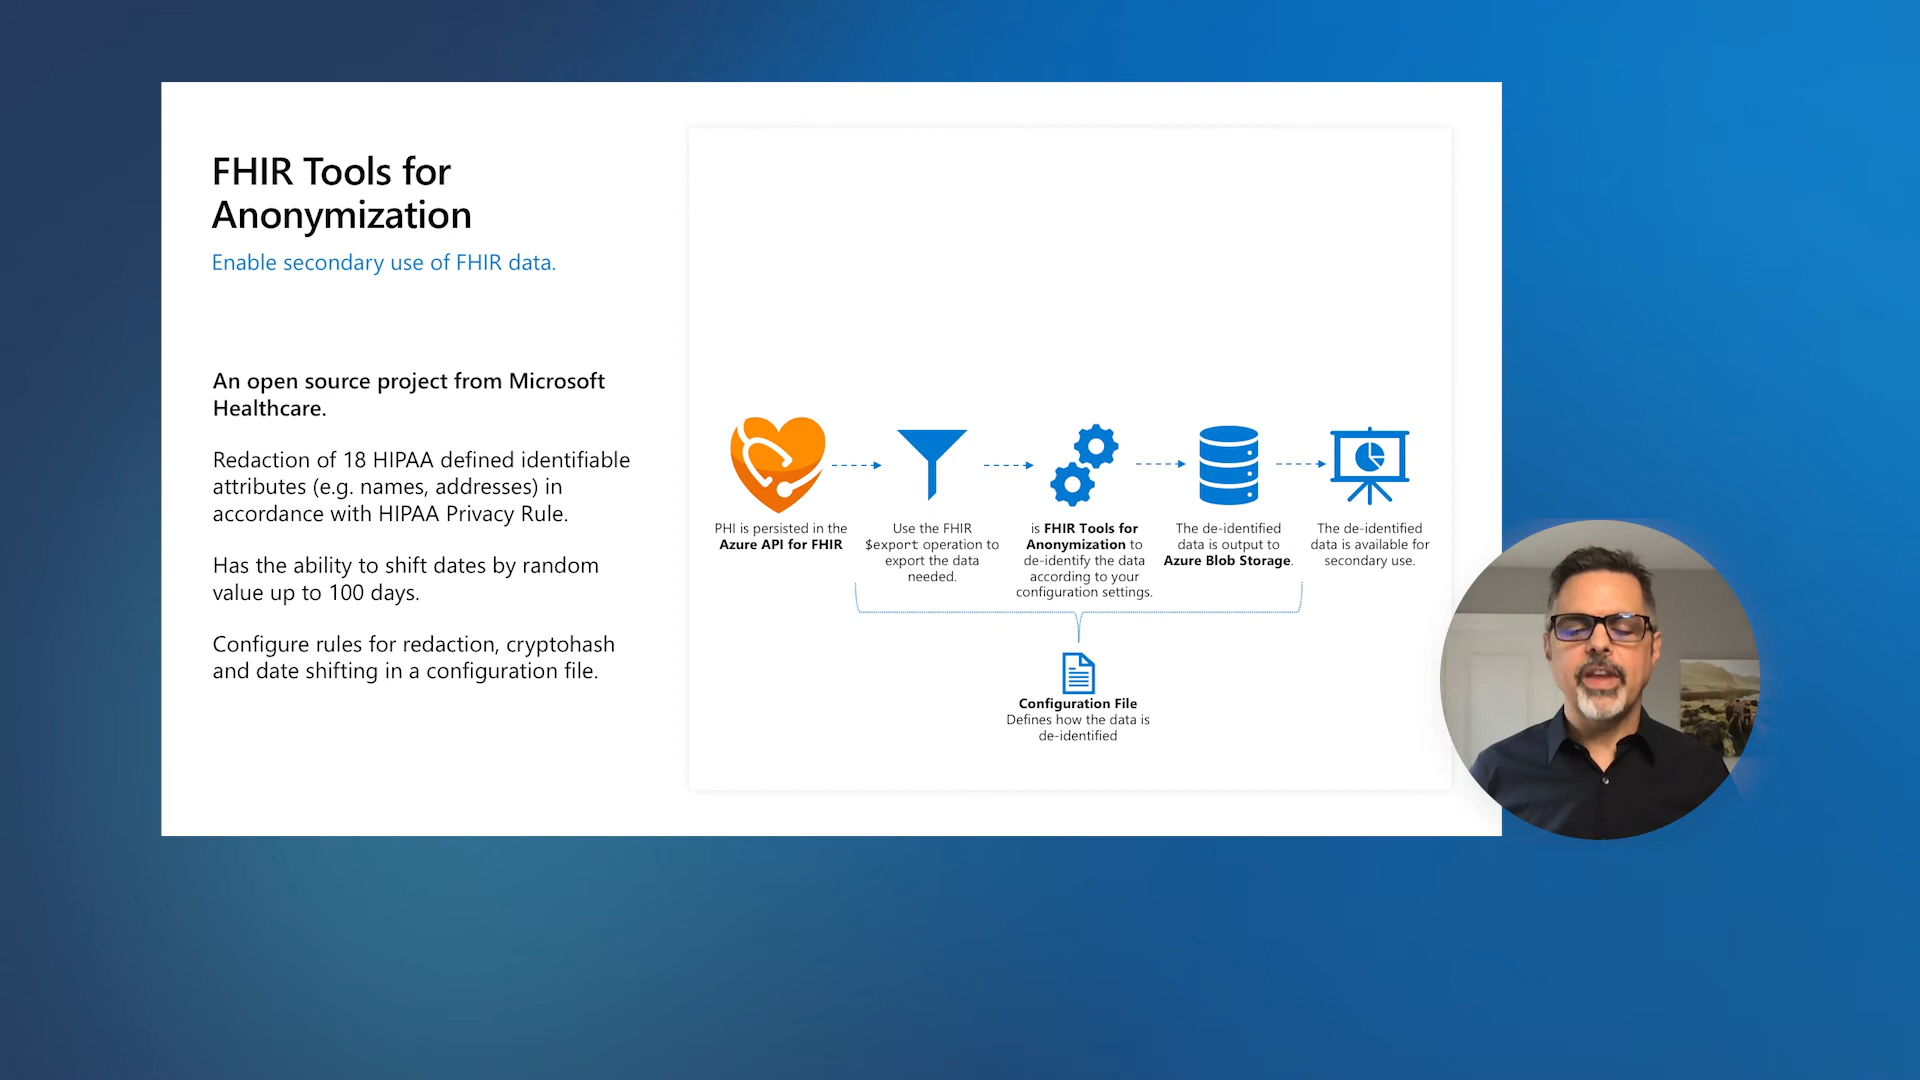 FHIR Tools for
Anonymization
Enable secondary use of FHIR data.
An open source project from Microsoft
Healthcare.
Redaction of 18 HIPAA defined identifiable
attributes (e.g. names, addresses) in
accordance with HIPAA Privacy Rule.
Has the ability to shift dates by random
value up to 100 days.
Configure rules for redaction, cryptohash
and date shifting in a configuration file.
PHI is persisted in the
Azure API for FHIR
Use the FHIR
$export operation to
export the data
needed.
is FHIR Tools for
Anonymization to
de-identify the data
according to your
configuration settings.
The de-identified
data is output to
Azure Blob Storage.
The de-identified
data is available for
secondary use.
Configuration File
Defines how the data is
de-identified